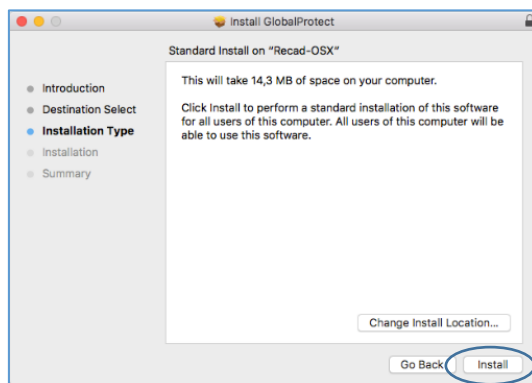 Install GlobalProtect
Standard Install on "Recad-OSX"
Introduction
Destination Select
Installation Type
Installation
Summary
This will take 14,3 MB of space on your computer.
Click Install to perform a standard installation of this software
for all users of this computer. All users of this computer will be
able to use this software.
Change Install Location...
Go Back
Install